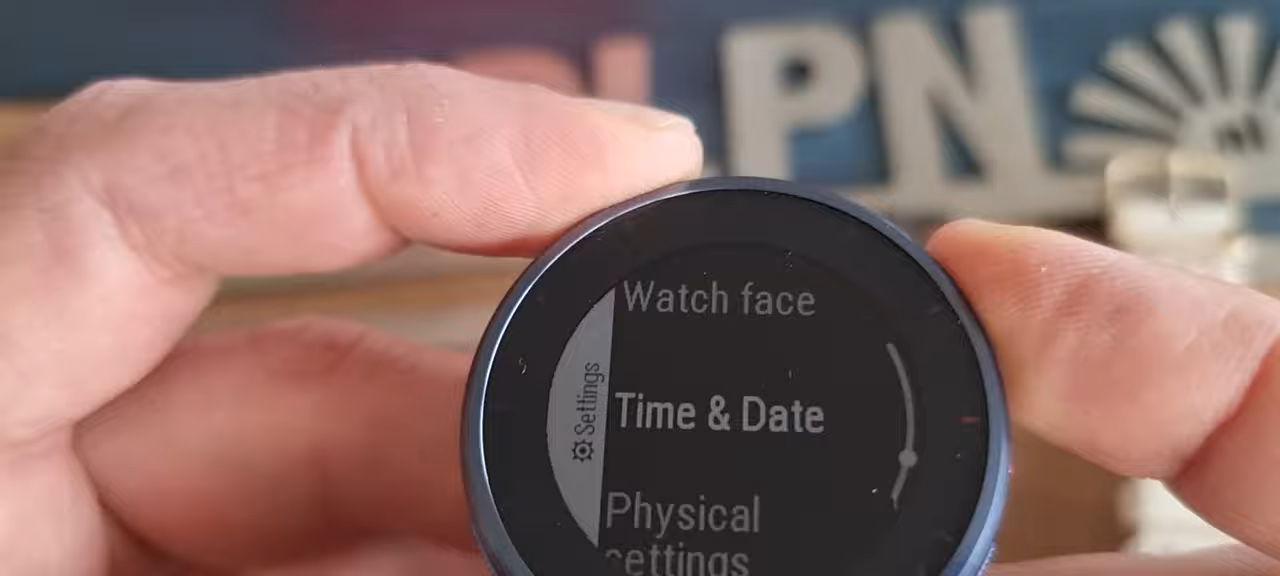 PN
Watch face
Settings
Time & Date
Physical
settings